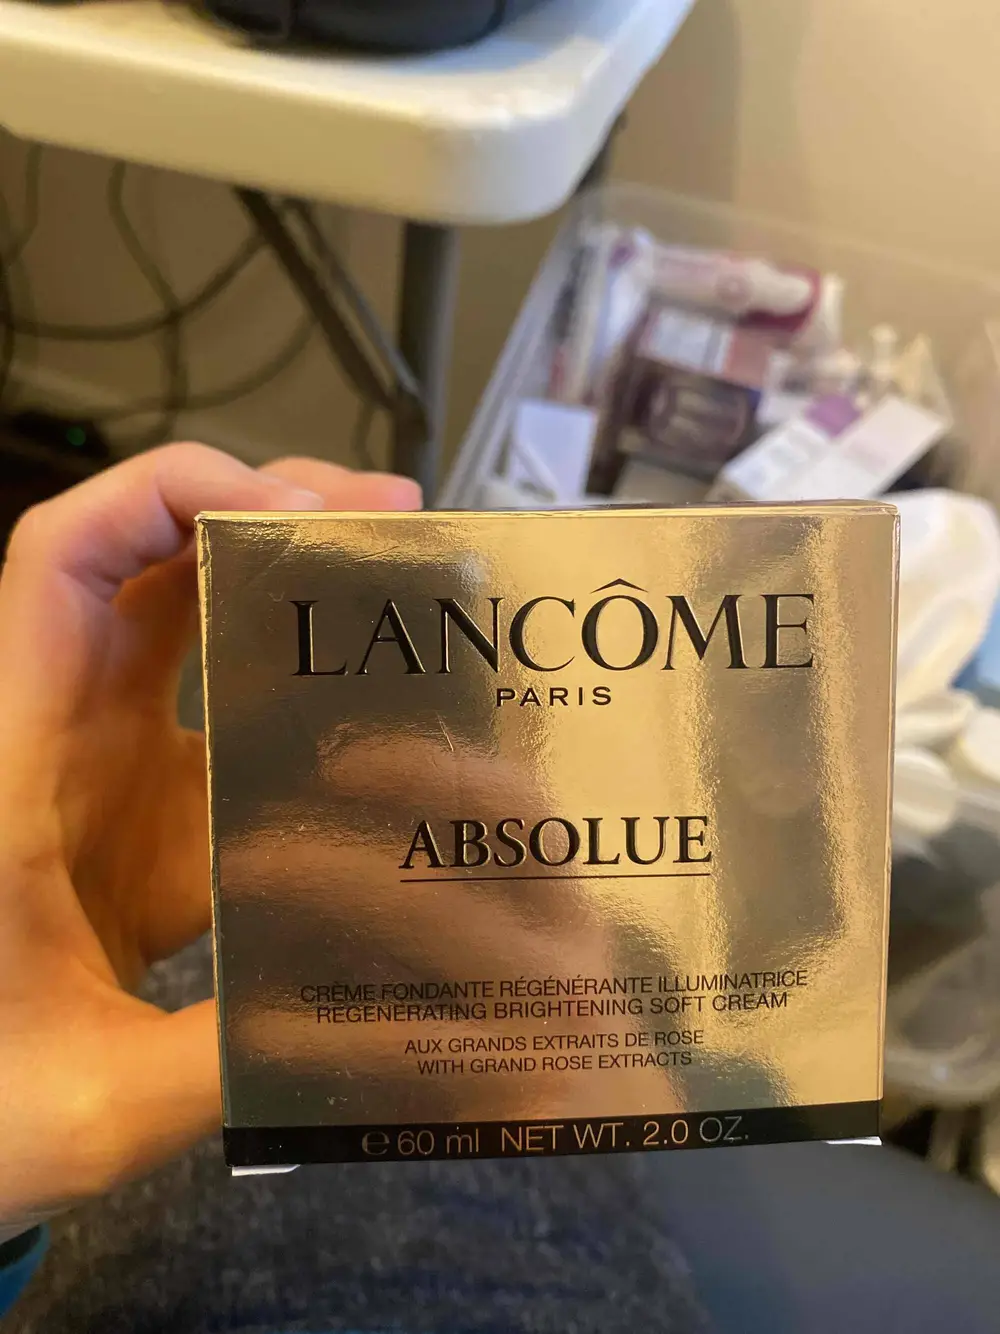 LANCÔME
PARIS
ABSOLUE
CRÈME FONDANTE RÉGÉNÉRANTE ILLUMINATRICE
REGENERATING BRIGHTENING SOFT CREAM
AUX GRANDS EXTRAITS DE ROSE
WITH GRAND ROSE EXTRACTS
℮ 60 ml NET WT. 2.0 OZ.